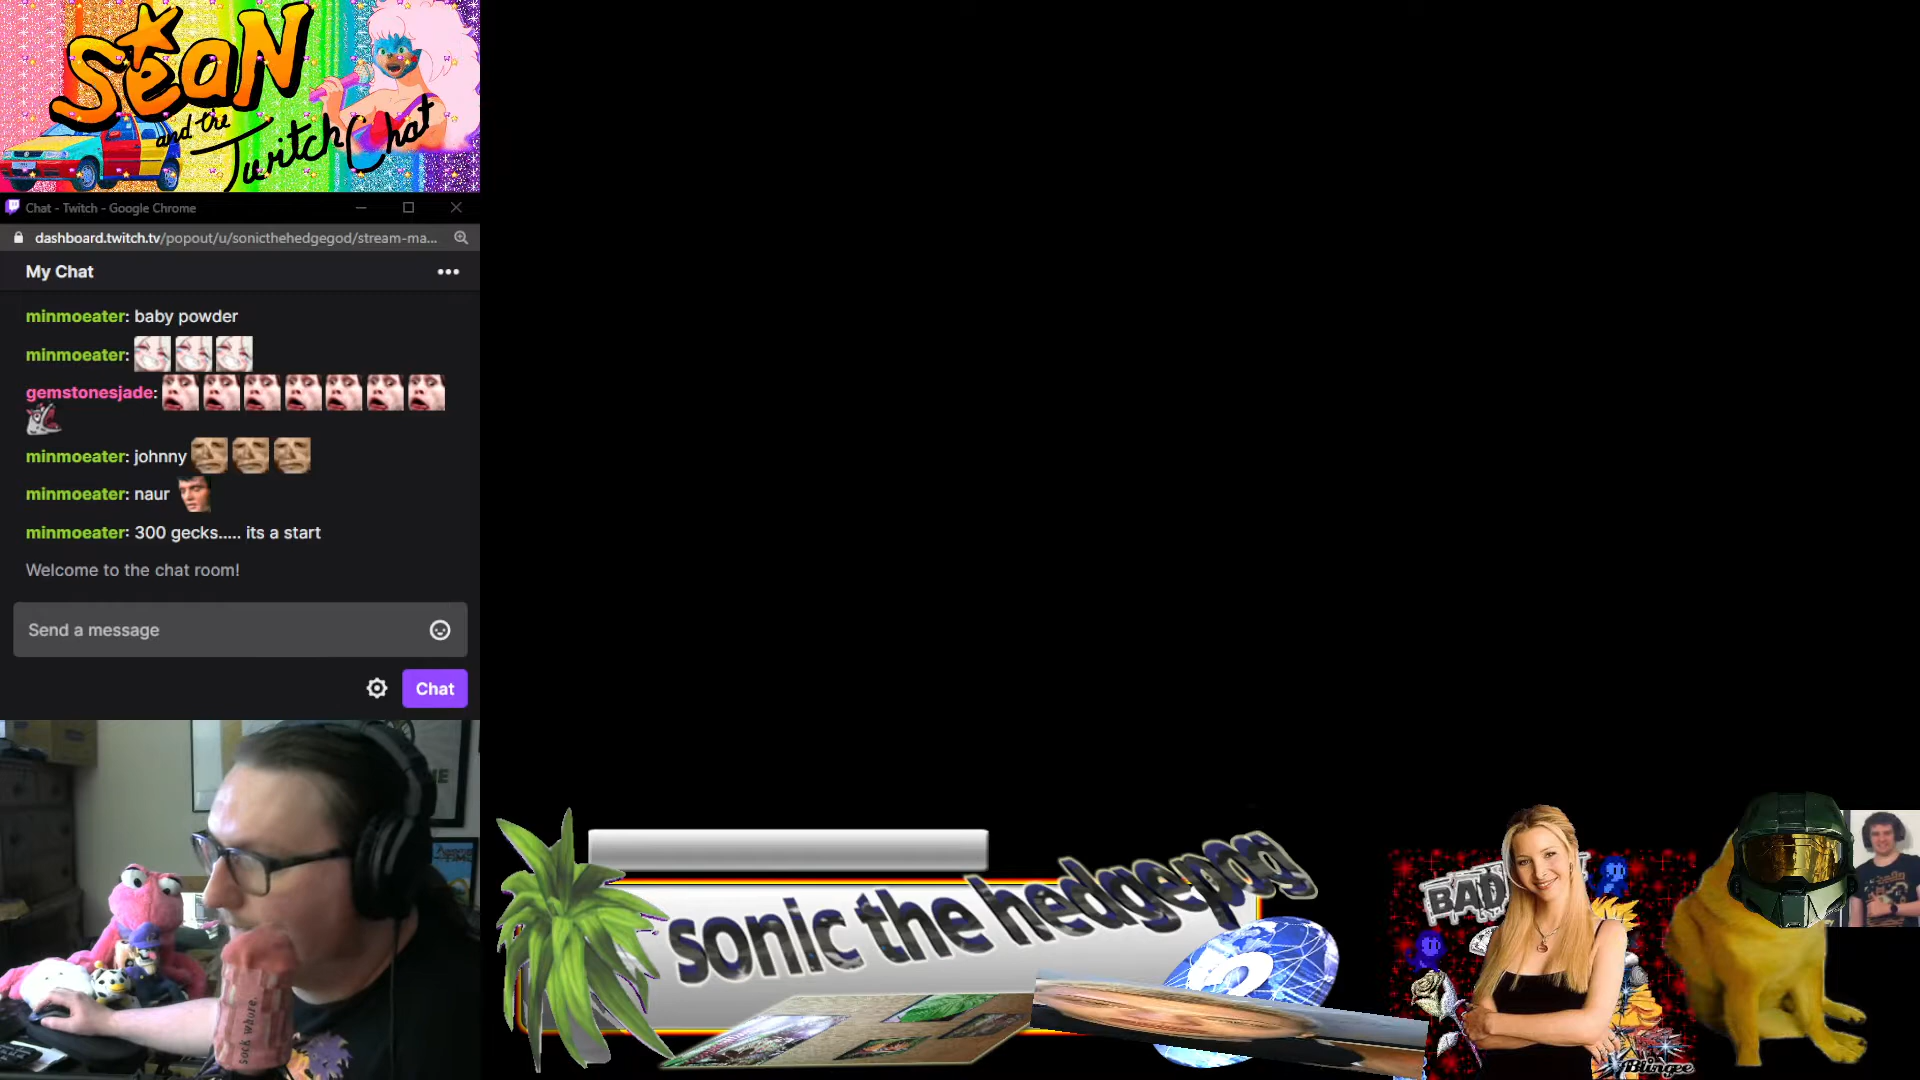 Sean
and the
Twitch Chat
Chat - Twitch - Google Chrome
dashboard.twitch.tv/popout/u/sonicthehedgegod/stream-ma...
My Chat
minmoeater: baby powder
minmoeater:
gemstonesjade:
minmoeater: johnny
minmoeater: naur
minmoeater: 300 gecks..... its a start
Welcome to the chat room!
Send a message
Chat
sock whore
sonic the hedgepog
BAD
Blingee